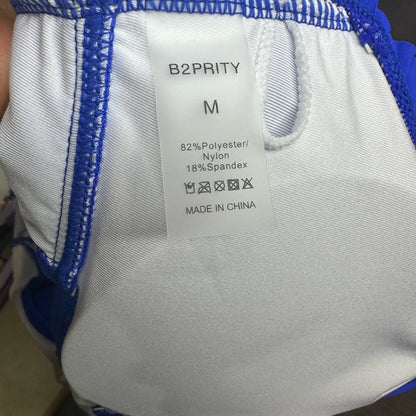 B2PRITY
M
82%Polyester/
Nylon
18%Spandex
MADE IN CHINA